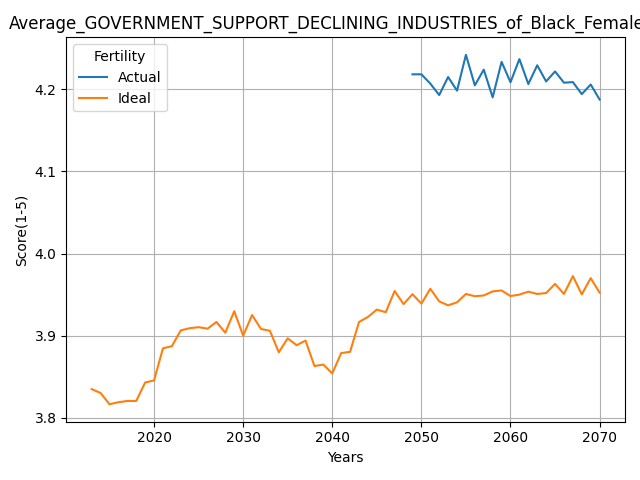 Average_GOVERNMENT_SUPPORT_DECLINING_INDUSTRIES_of_Black_Female
Fertility
Actual
Ideal
4.2
4.1
4.0
3.9
3.8
Score(1-5)
2020 2030 2040 2050 2060 2070
Years